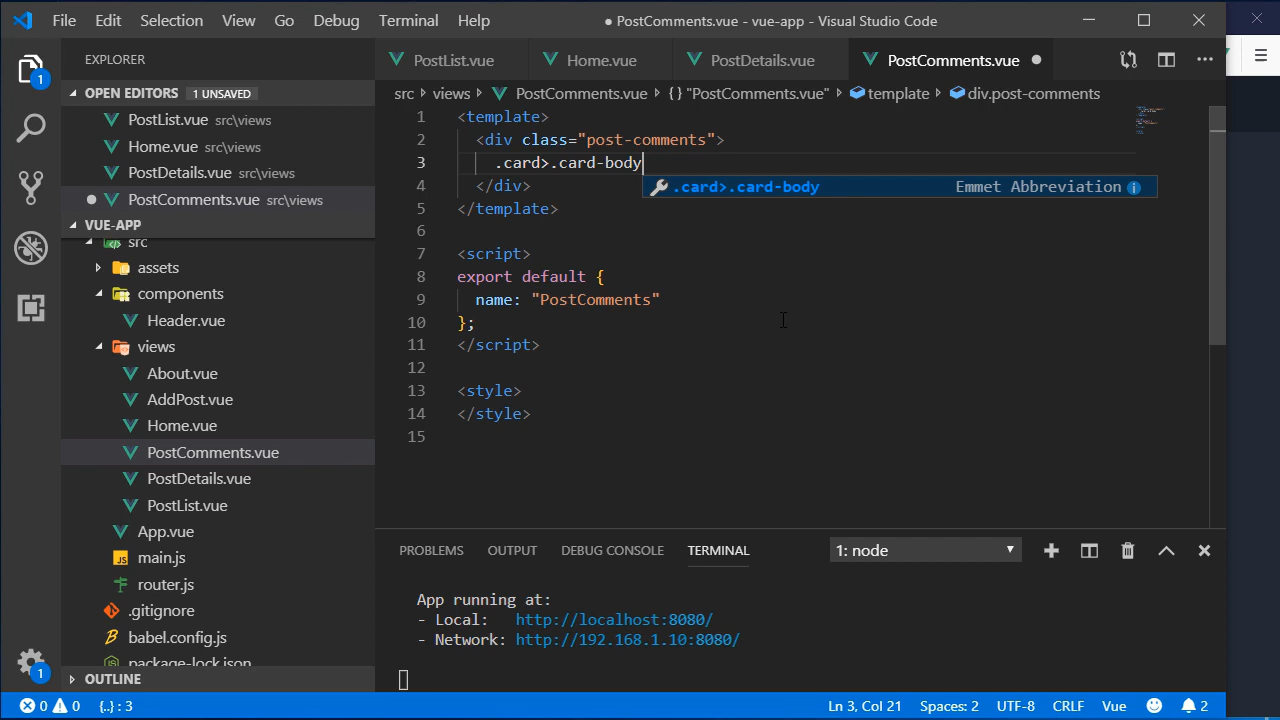 File Edit Selection View Go Debug Terminal Help
● PostComments.vue - vue-app - Visual Studio Code
EXPLORER
OPEN EDITORS 1 UNSAVED
PostList.vue src\views
Home.vue src\views
PostDetails.vue src\views
PostComments.vue src\views
VUE-APP
src
assets
components
Header.vue
views
About.vue
AddPost.vue
Home.vue
PostComments.vue
PostDetails.vue
PostList.vue
App.vue
main.js
router.js
.gitignore
babel.config.js
package-lock.json
OUTLINE
1
1
PostList.vue Home.vue PostDetails.vue PostComments.vue
src views PostComments.vue {} "PostComments.vue" template div.post-comments
1 <template>
2 <div class="post-comments">
3 .card>.card-body
.card>.card-body Emmet Abbreviation
4 </div>
5 </template>
6
7 <script>
8 export default {
9 name: "PostComments"
10 };
11 </script>
12
13 <style>
14 </style>
15
PROBLEMS OUTPUT DEBUG CONSOLE TERMINAL 1: node
App running at:
- Local: http://localhost:8080/
- Network: http://192.168.1.10:8080/
0 0 {..} : 3 Ln 3, Col 21 Spaces: 2 UTF-8 CRLF Vue 2